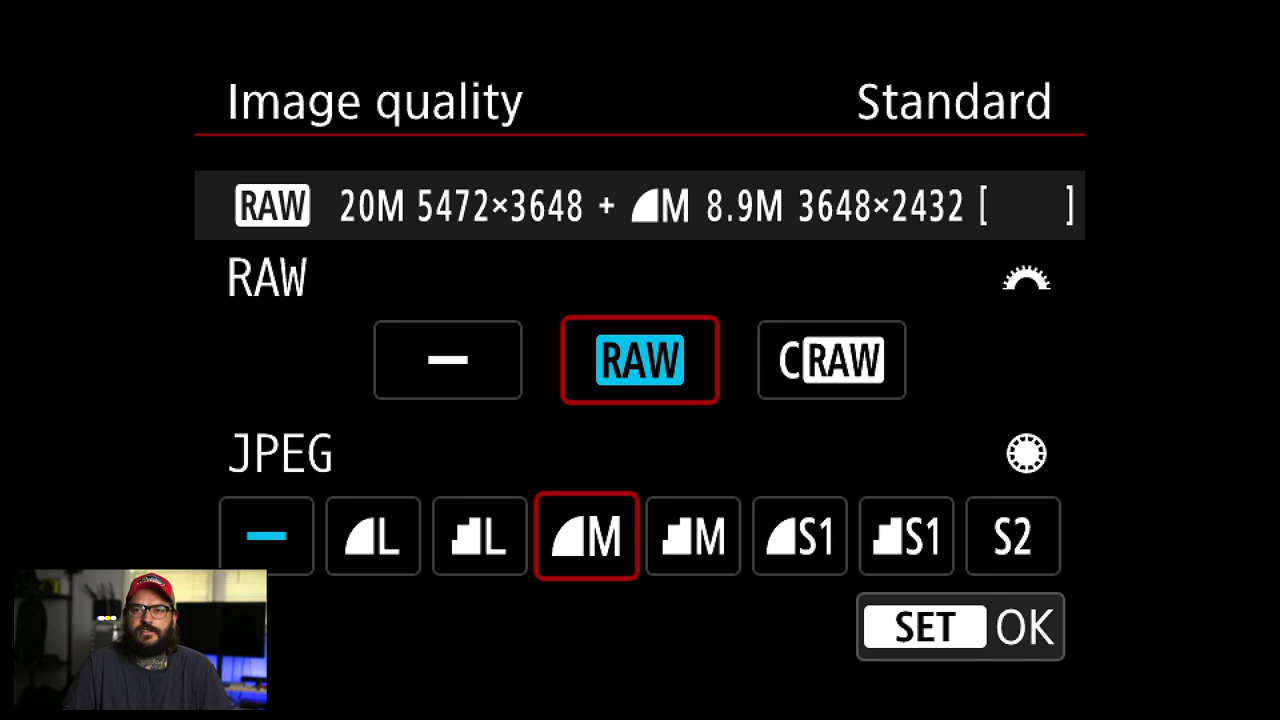 Image quality Standard
RAW 20M 5472×3648 + M 8.9M 3648×2432 [ ]
RAW
— RAW CRAW
JPEG
— L L M M S1 S1 S2
SET OK